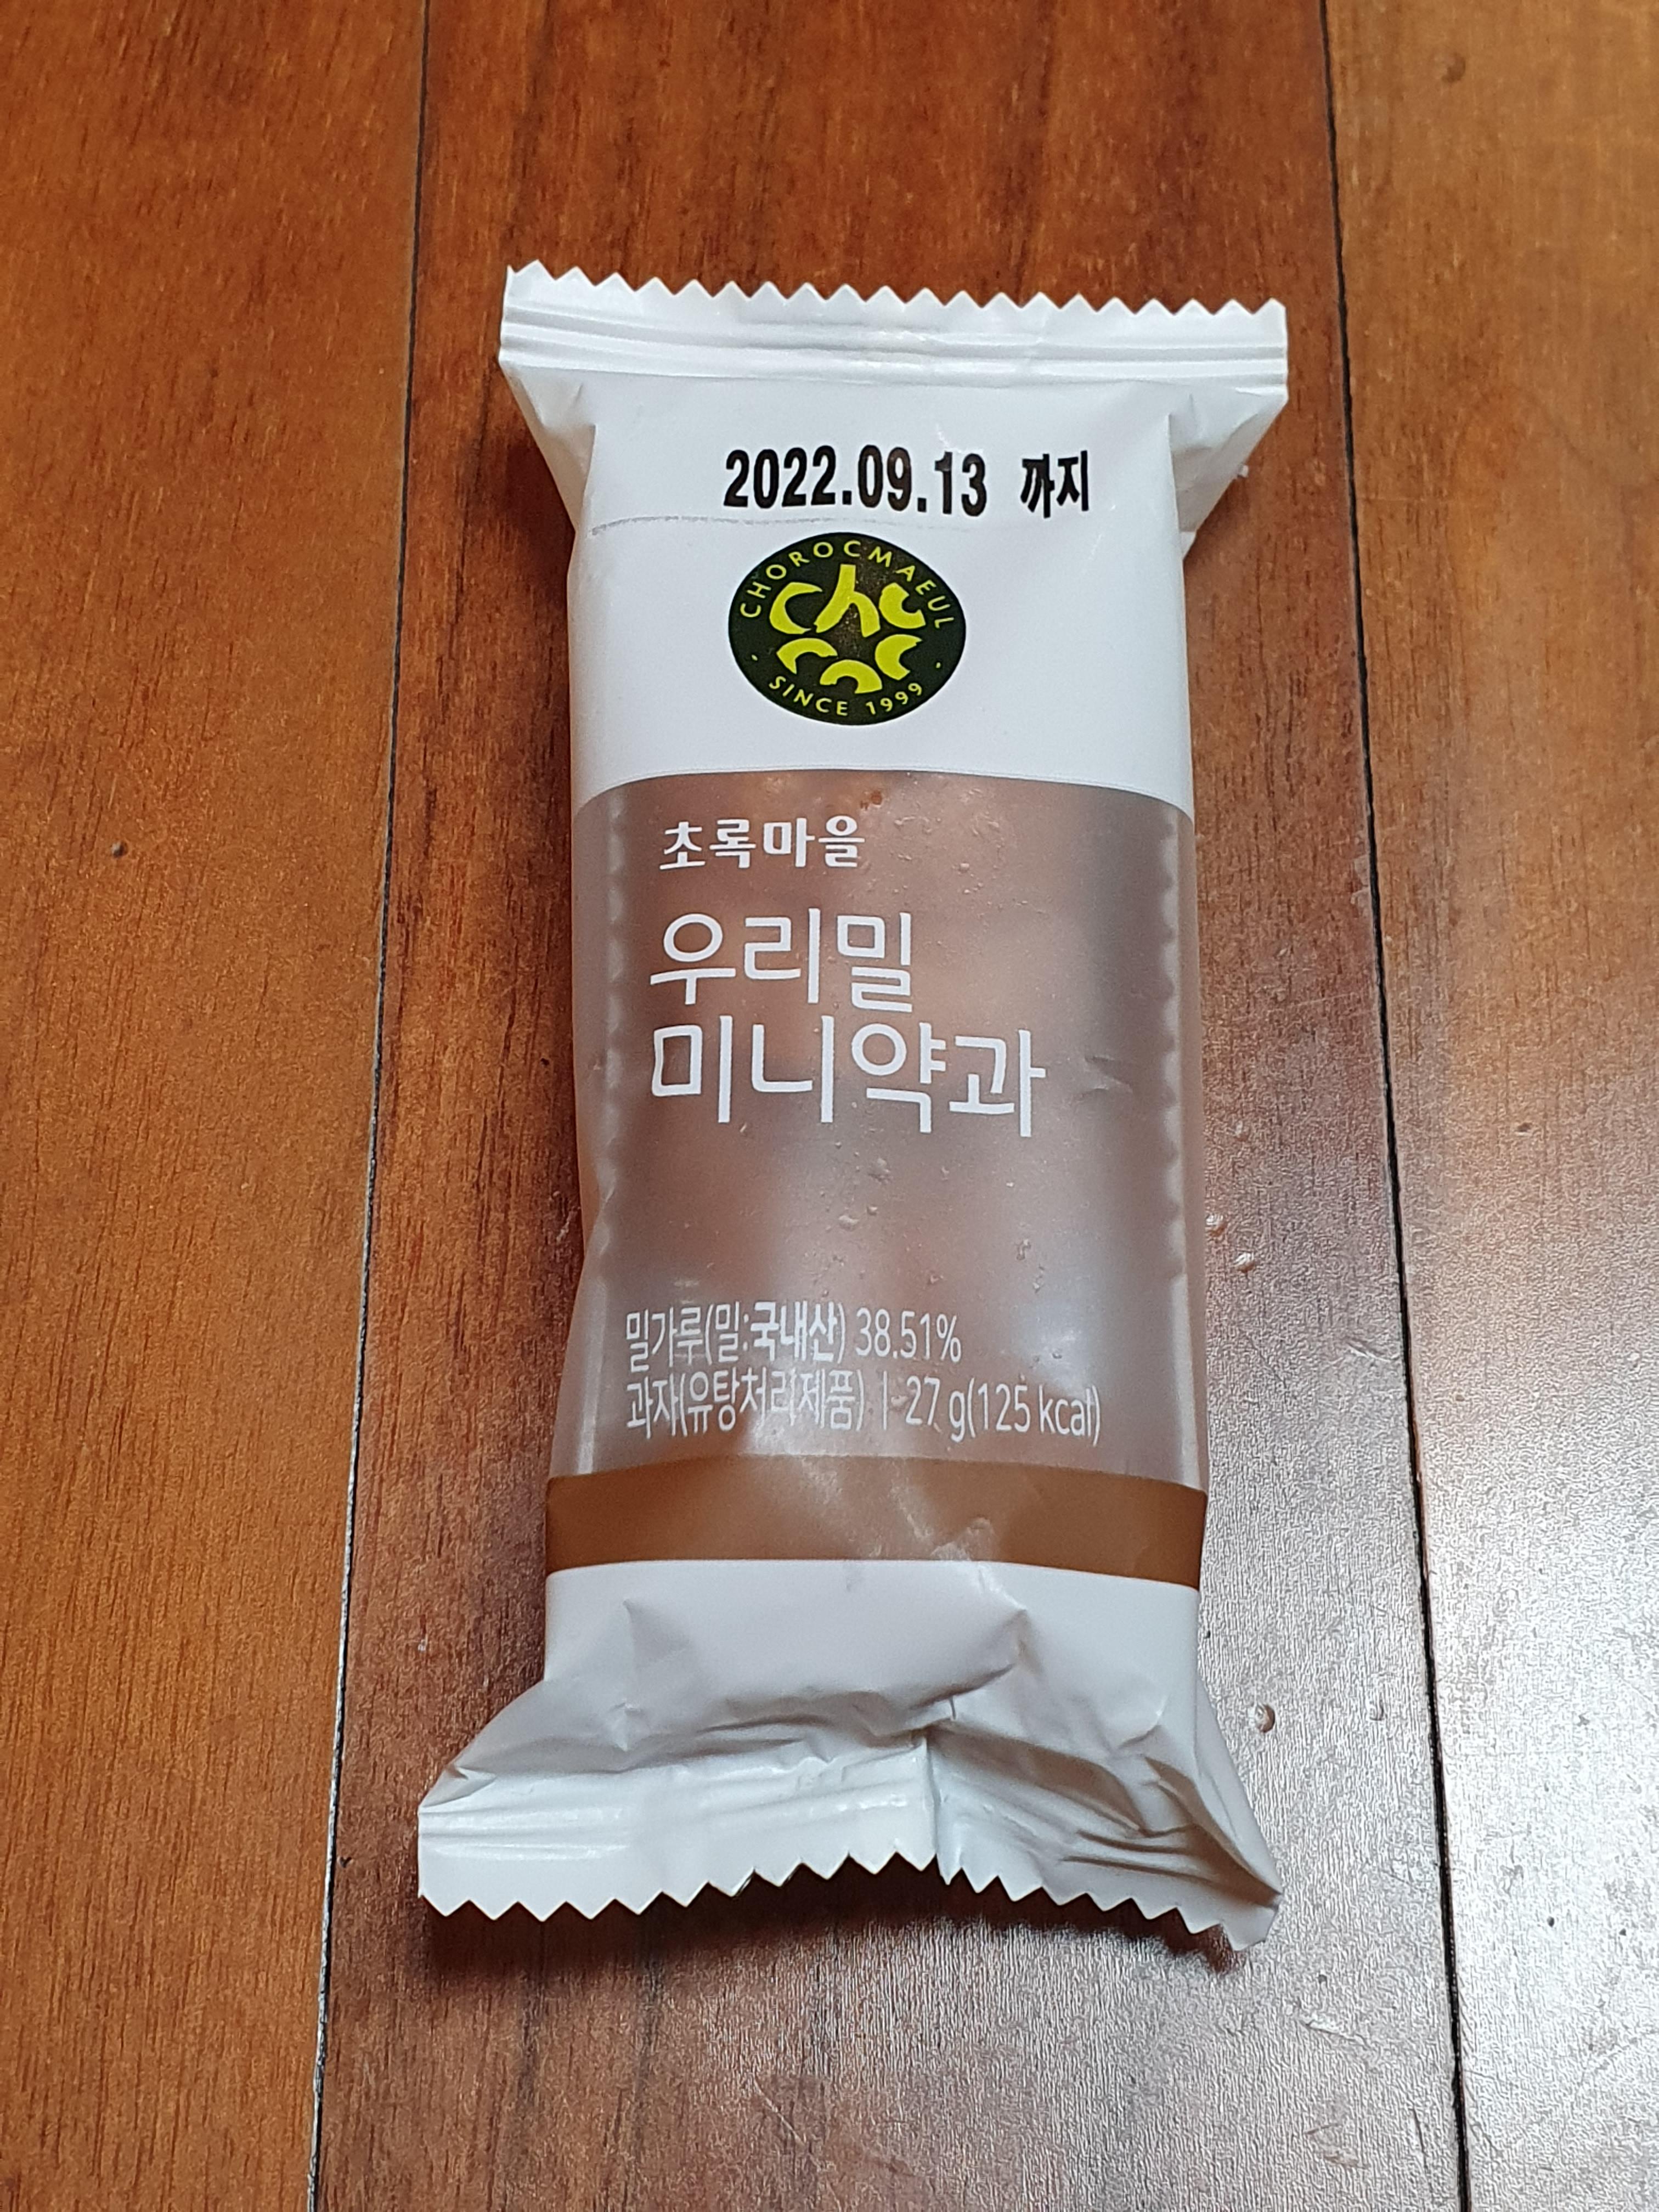 2022.09.13 까지
CHOROCMAEUL
cho
roc
· SINCE 1999 ·
초록마을
우리밀
미니약과
밀가루(밀:국내산) 38.51%
과자(유탕처리제품) | 27 g(125 kcal)